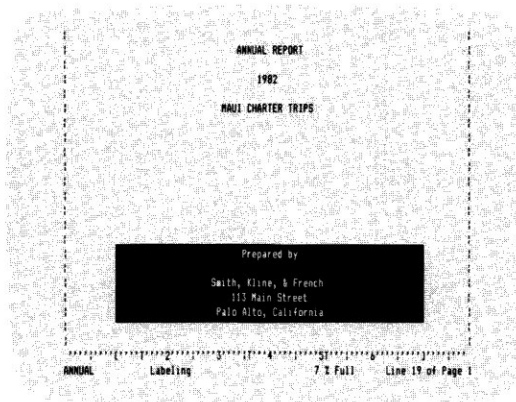 ANNUAL REPORT
1982
MAUI CHARTER TRIPS
Prepared by
Smith, Kline, & French
113 Main Street
Palo Alto, California
ANNUAL Labeling 7 % Full Line 19 of Page 1